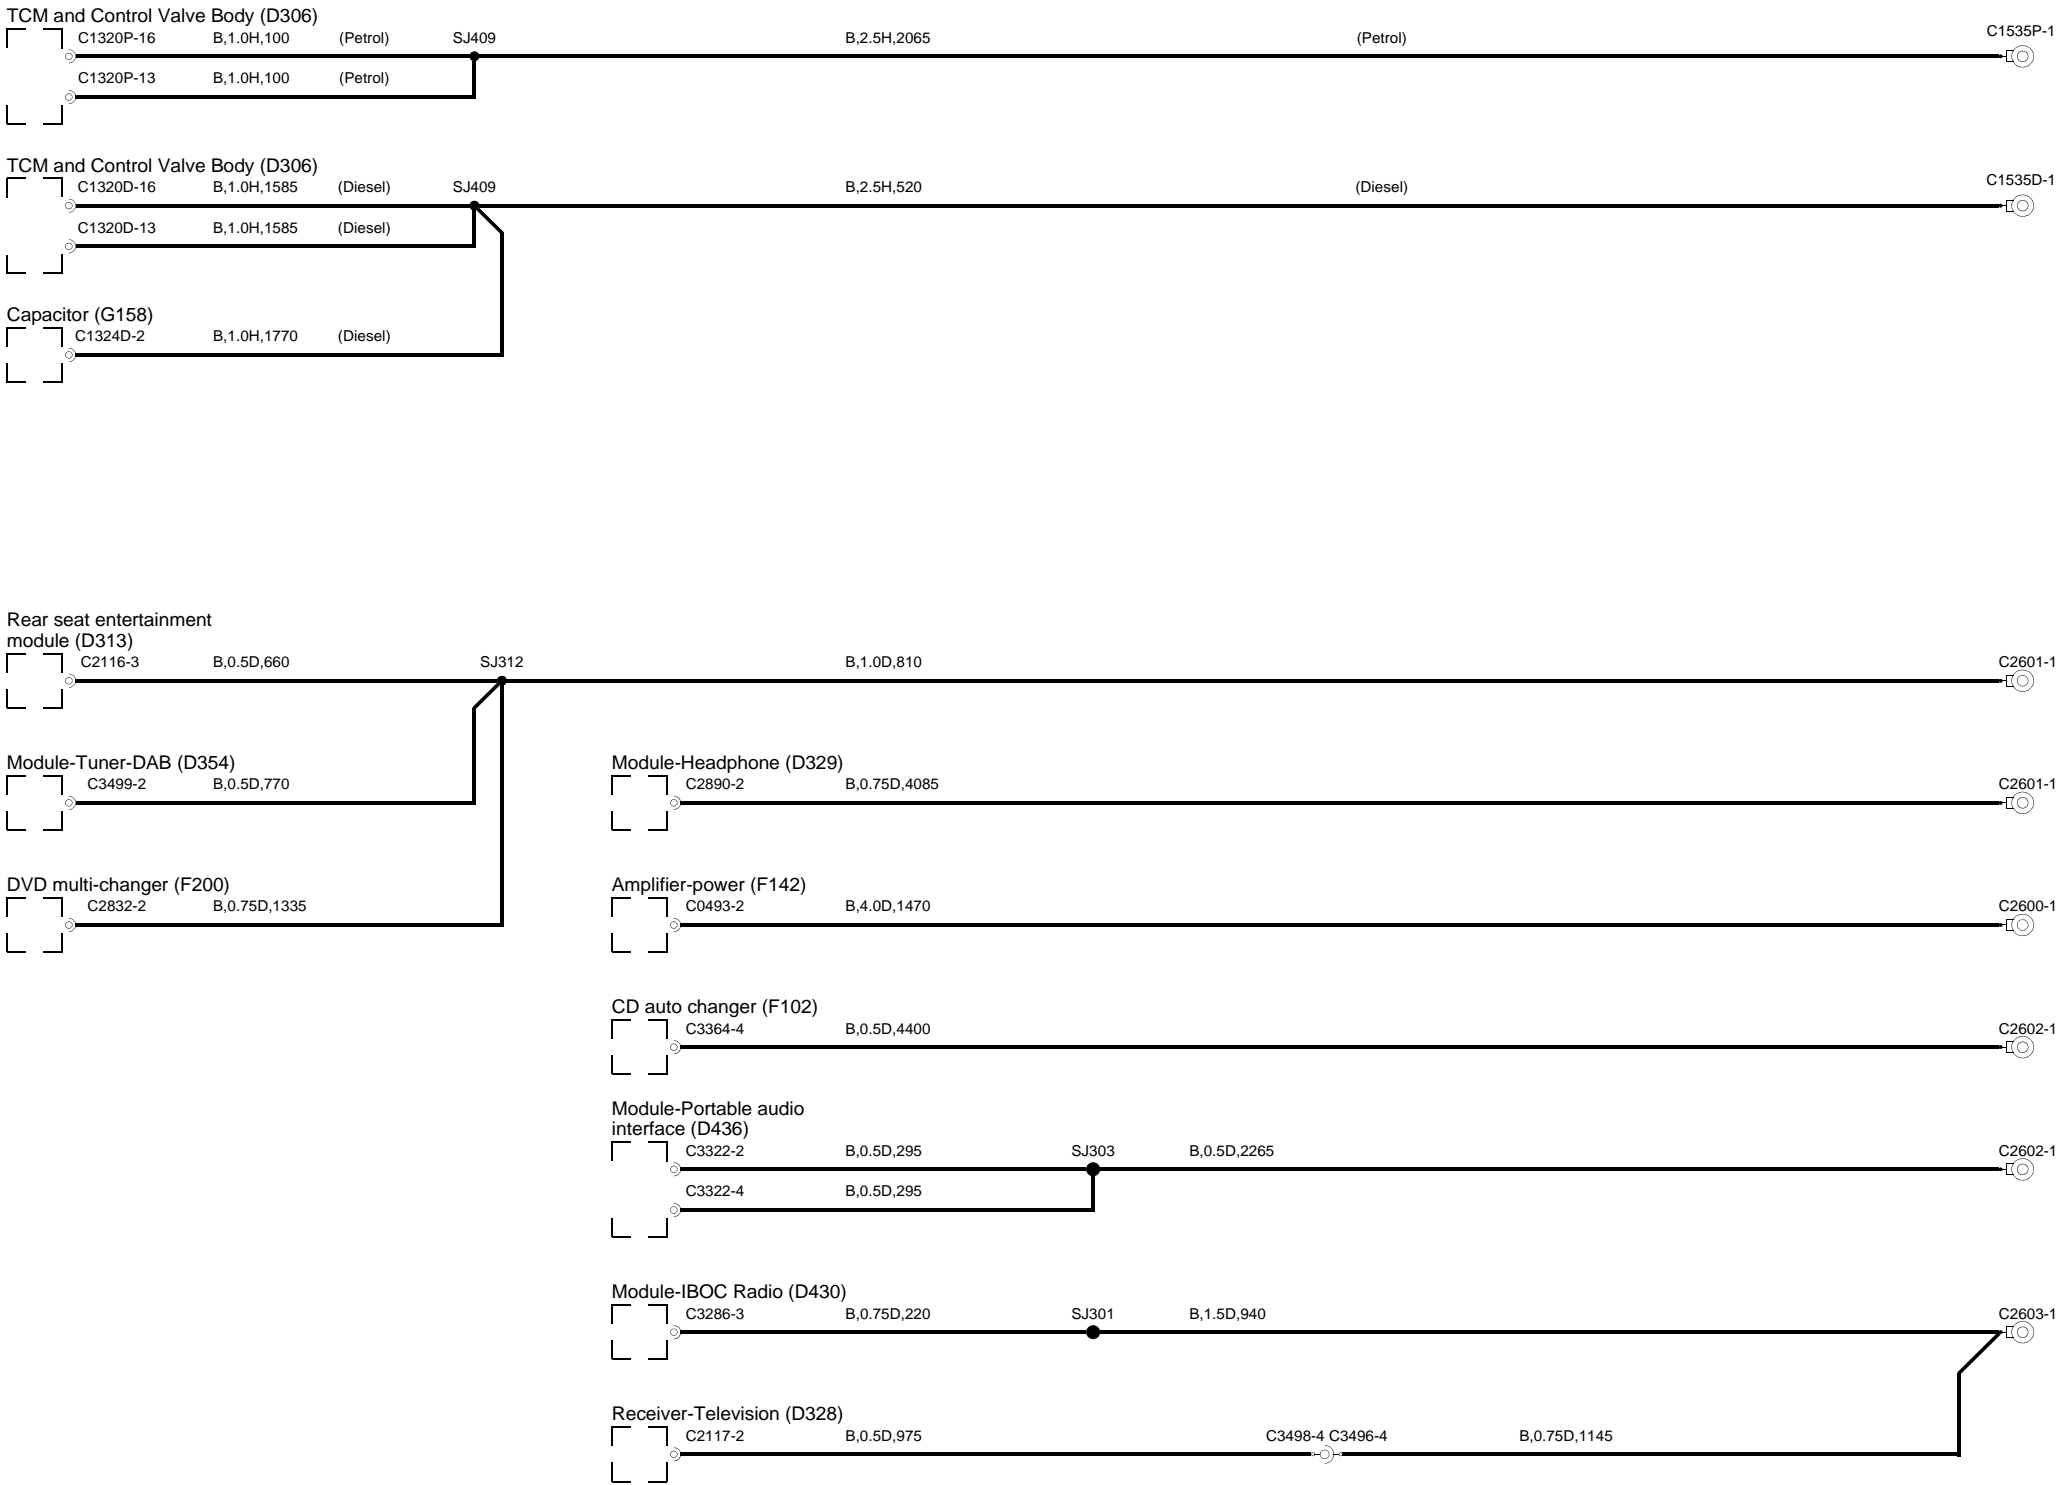 TCM and Control Valve Body (D306)
C1320P-16 B,1.0H,100 (Petrol) SJ409 B,2.5H,2065 (Petrol) C1535P-1
C1320P-13 B,1.0H,100 (Petrol)
TCM and Control Valve Body (D306)
C1320D-16 B,1.0H,1585 (Diesel) SJ409 B,2.5H,520 (Diesel) C1535D-1
C1320D-13 B,1.0H,1585 (Diesel)
Capacitor (G158)
C1324D-2 B,1.0H,1770 (Diesel)
Rear seat entertainment
module (D313)
C2116-3 B,0.5D,660 SJ312 B,1.0D,810 C2601-1
Module-Tuner-DAB (D354) Module-Headphone (D329)
C3499-2 B,0.5D,770 C2890-2 B,0.75D,4085 C2601-1
DVD multi-changer (F200) Amplifier-power (F142)
C2832-2 B,0.75D,1335 C0493-2 B,4.0D,1470 C2600-1
CD auto changer (F102)
C3364-4 B,0.5D,4400 C2602-1
Module-Portable audio
interface (D436)
C3322-2 B,0.5D,295 SJ303 B,0.5D,2265 C2602-1
C3322-4 B,0.5D,295
Module-IBOC Radio (D430)
C3286-3 B,0.75D,220 SJ301 B,1.5D,940 C2603-1
Receiver-Television (D328)
C2117-2 B,0.5D,975 C3498-4 C3496-4 B,0.75D,1145